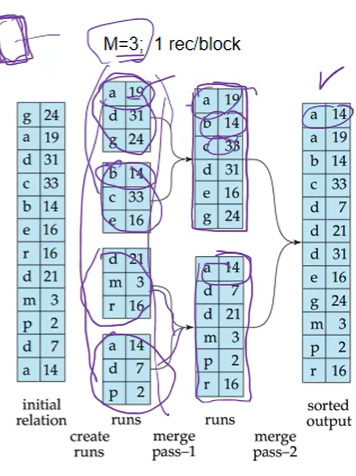 M=3; 1 rec/block
g 24
a 19
d 31
c 33
b 14
e 16
r 16
d 21
m 3
p 2
d 7
a 14
initial
relation
create
runs
a 19
d 31
g 24
b 14
c 33
e 16
d 21
m 3
r 16
a 14
d 7
p 2
runs
merge
pass–1
a 19
b 14
c 33
d 31
e 16
g 24
a 14
d 7
d 21
m 3
p 2
r 16
runs
merge
pass–2
a 14
a 19
b 14
c 33
d 7
d 21
d 31
e 16
g 24
m 3
p 2
r 16
sorted
output